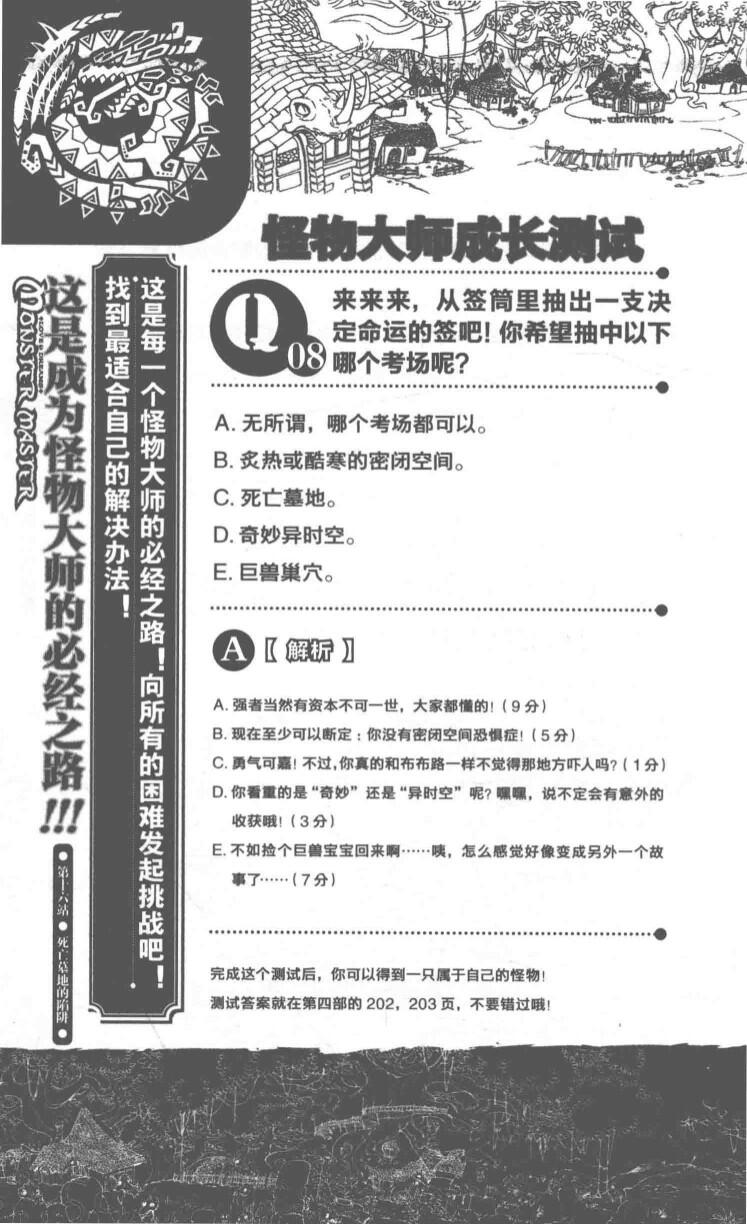 怪物大师成长测试
Q
08
来来来，从签筒里抽出一支决
定命运的签吧！你希望抽中以下
哪个考场呢？
A. 无所谓，哪个考场都可以。
B. 炙热或酷寒的密闭空间。
C. 死亡墓地。
D. 奇妙异时空。
E. 巨兽巢穴。
A【解析】
A. 强者当然有资本不可一世，大家都懂的！（9分）
B. 现在至少可以断定：你没有密闭空间恐惧症！（5分）
C. 勇气可嘉！不过，你真的和布布路一样不觉得那地方吓人吗？（1分）
D. 你看重的是“奇妙”还是“异时空”呢？嘿嘿，说不定会有意外的
收获哦！（3分）
E. 不如捡个巨兽宝宝回来啊……咦，怎么感觉好像变成另外一个故
事了……（7分）
完成这个测试后，你可以得到一只属于自己的怪物！
测试答案就在第四部的202，203页，不要错过哦！
这是每一个怪物大师的必经之路！向所有的困难发起挑战吧！
找到最适合自己的解决办法！
这是成为怪物大师的必经之路!!!
MONSTER MASTER
第十六站●死亡墓地的陷阱